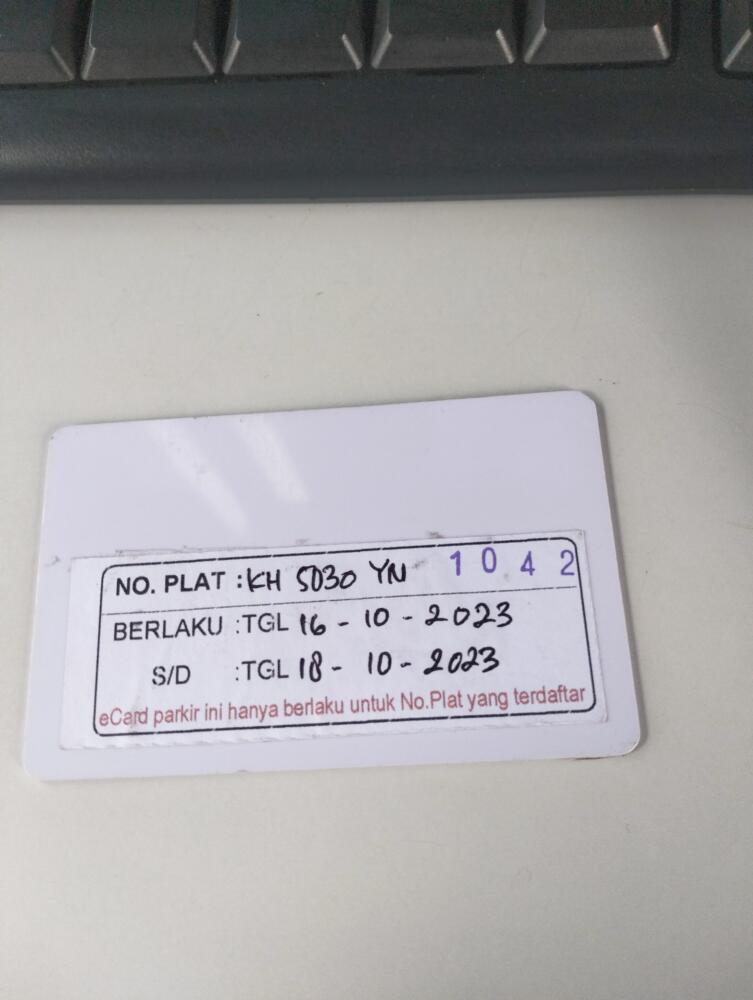 NO. PLAT : KH 5030 YN 1042
BERLAKU :TGL 16 - 10 - 2023
S/D :TGL 18 - 10 - 2023
eCard parkir ini hanya berlaku untuk No.Plat yang terdaftar